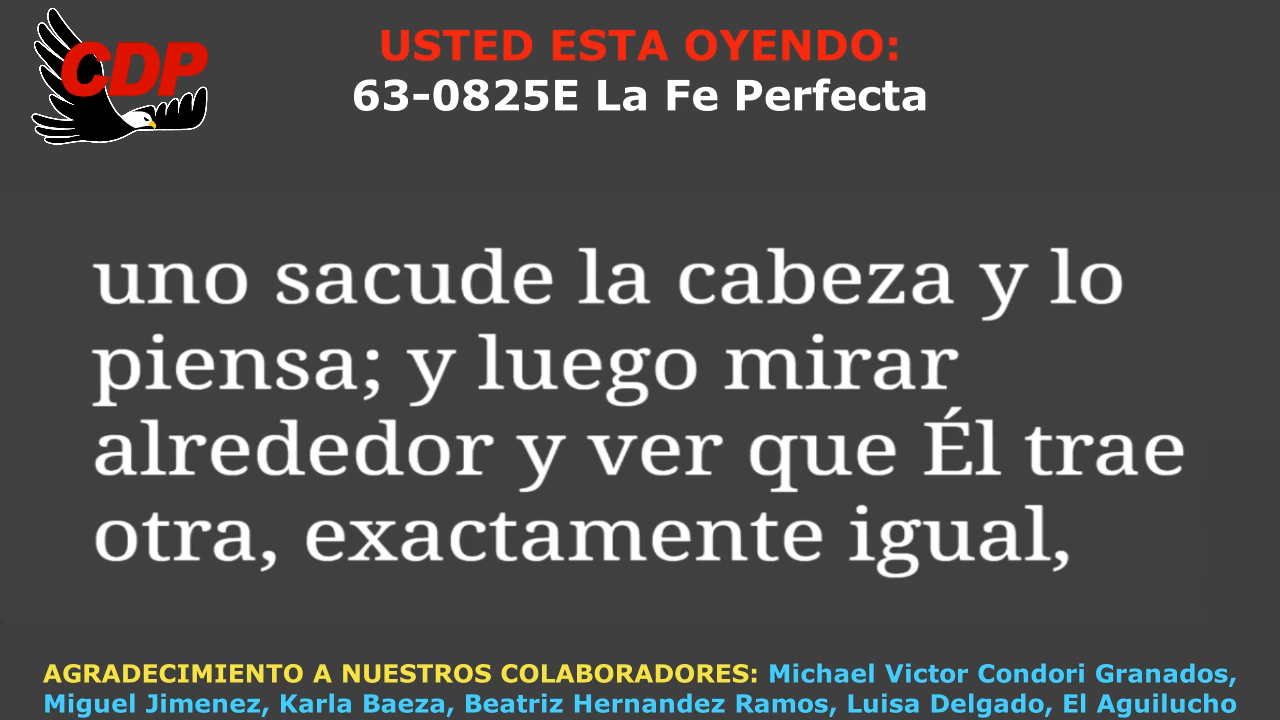 CDP
USTED ESTA OYENDO:
63-0825E La Fe Perfecta
uno sacude la cabeza y lo
piensa; y luego mirar
alrededor y ver que Él trae
otra, exactamente igual,
AGRADECIMIENTO A NUESTROS COLABORADORES: Michael Victor Condori Granados,
Miguel Jimenez, Karla Baeza, Beatriz Hernandez Ramos, Luisa Delgado, El Aguilucho